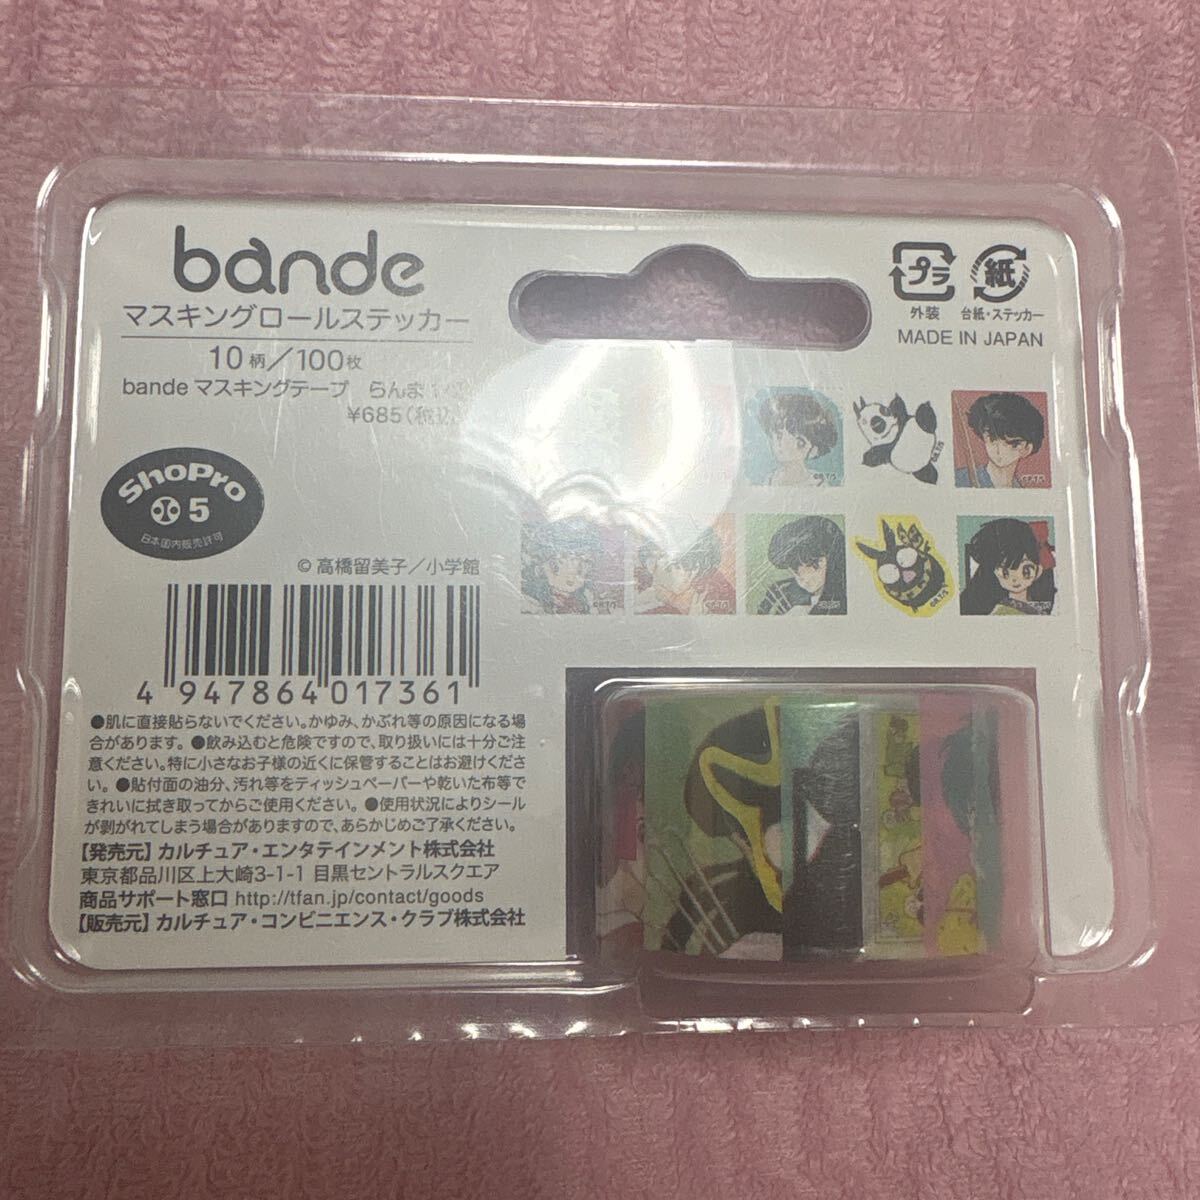 bande
マスキングロールステッカー
10柄/100枚
bande マスキングテープ らんま
¥685(税込
ShoPro
5
日本国内販売許可
プラ
外装
紙
台紙・ステッカー
MADE IN JAPAN
©高橋留美子/小学館
4 947864 017361
●肌に直接貼らないでください。かゆみ、かぶれ等の原因になる場
合があります。 ●飲み込むと危険ですので、取り扱いには十分ご注
意ください。特に小さなお子様の近くに保管することはお避けくださ
い。 ●貼付面の油分、汚れ等をティッシュペーパーや乾いた布等で
きれいに拭き取ってからご使用ください。 ●使用状況によりシール
が剥がれてしまう場合がありますので、あらかじめご了承ください。
【発売元】カルチュア・エンタテインメント株式会社
東京都品川区上大崎3-1-1 目黒セントラルスクエア
商品サポート窓口 http://tfan.jp/contact/goods
【販売元】カルチュア・コンビニエンス・クラブ株式会社